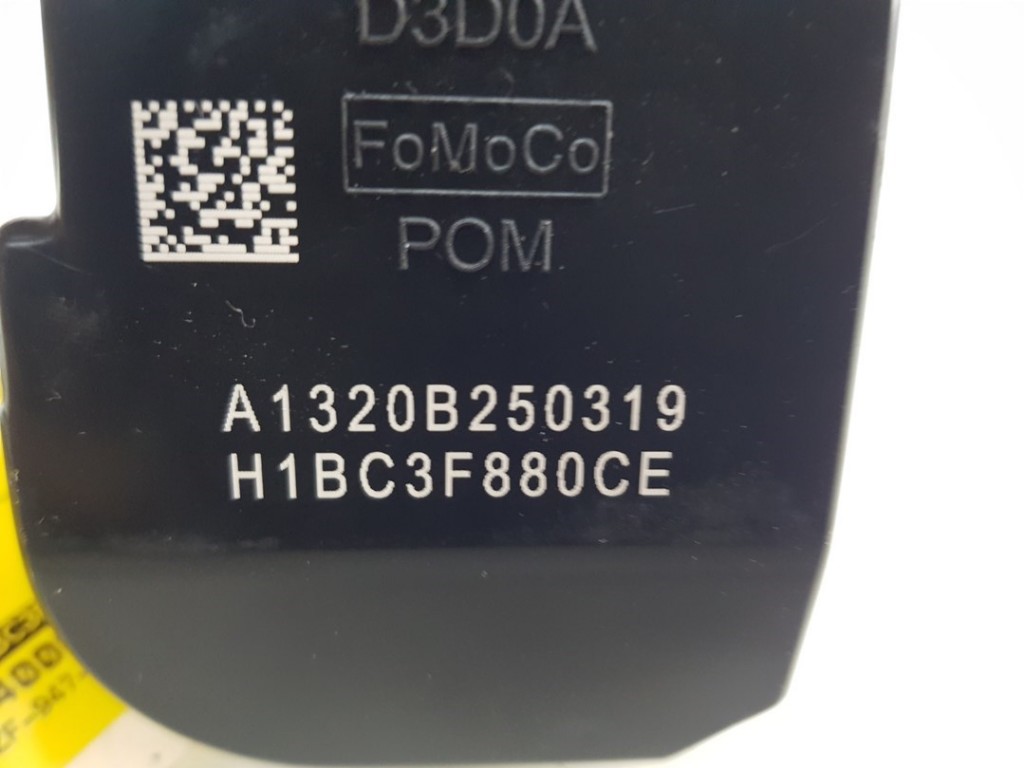 D3D0A
FoMoCo
POM
A1320B250319
H1BC3F880CE